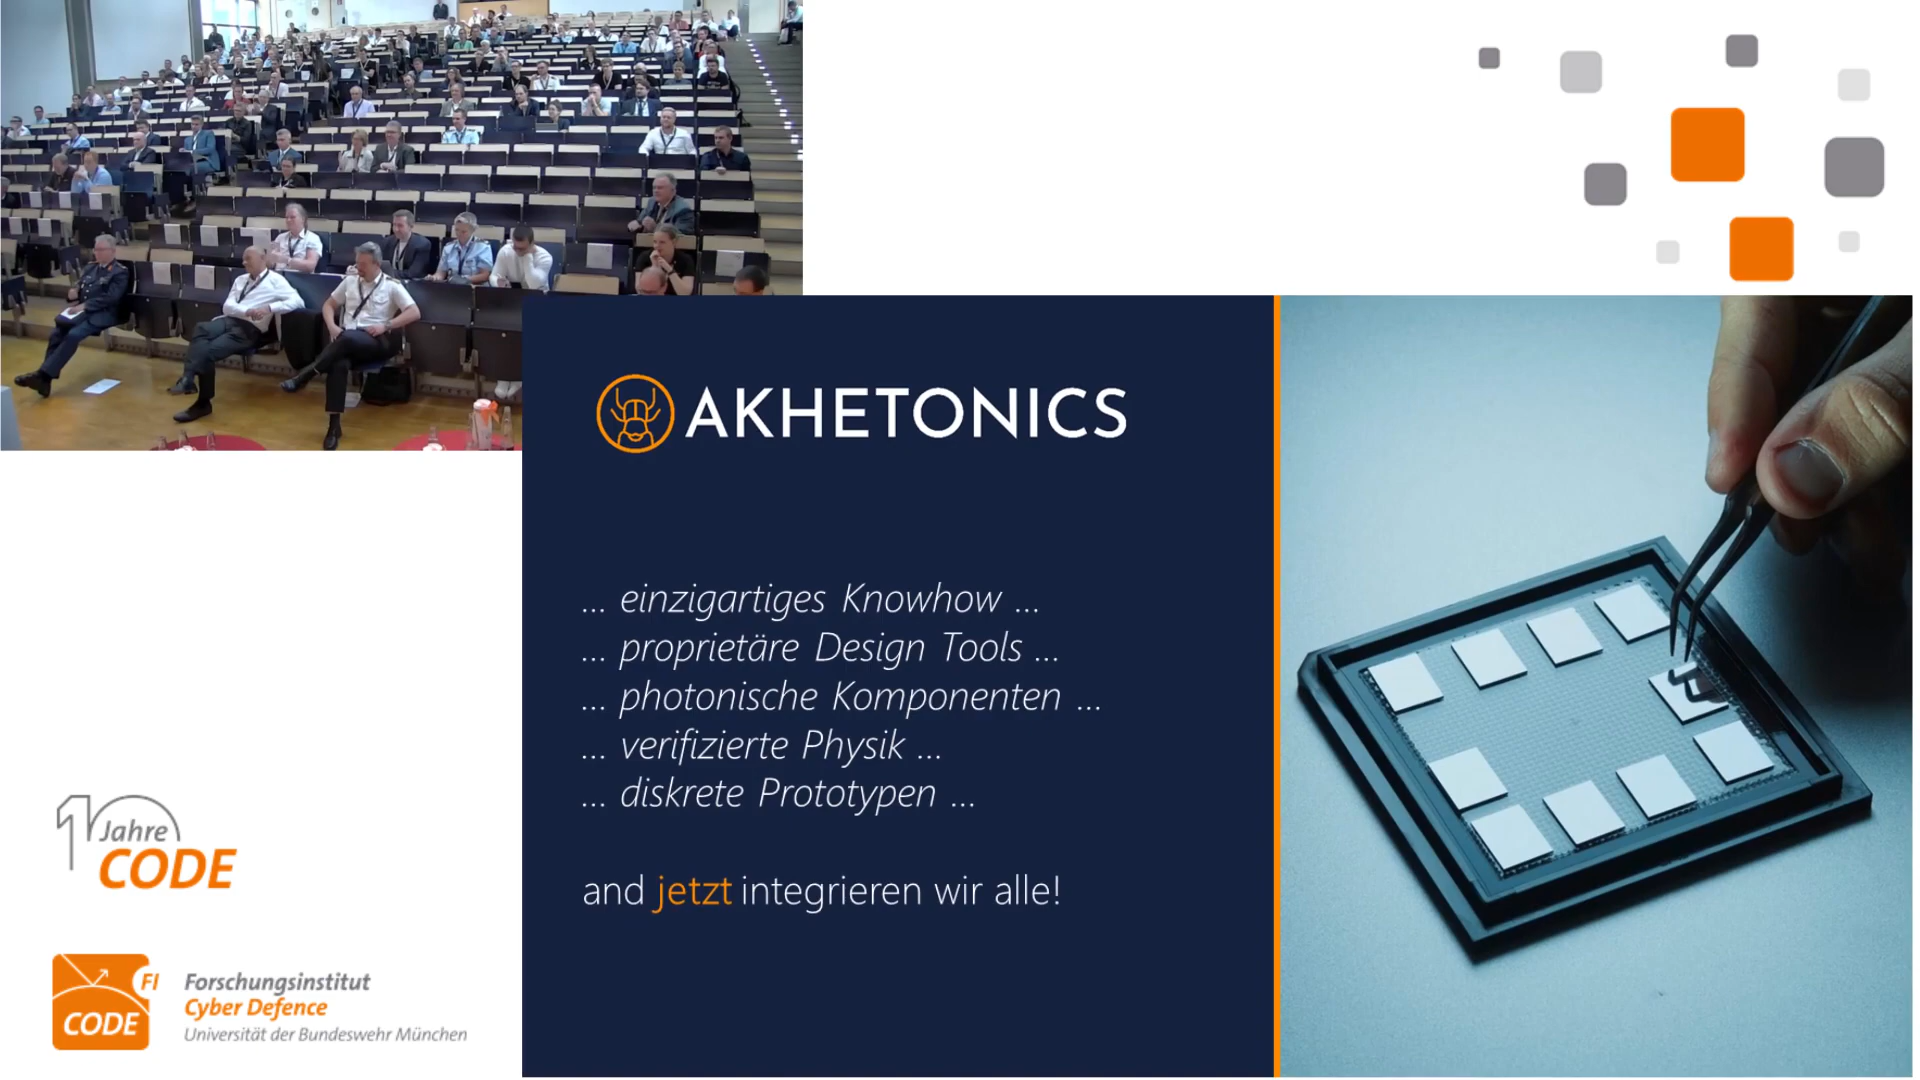 AKHETONICS
... einzigartiges Knowhow ...
... proprietäre Design Tools ...
... photonische Komponenten ...
... verifizierte Physik ...
... diskrete Prototypen ...
and jetzt integrieren wir alle!
10 Jahre
CODE
FI
CODE
Forschungsinstitut
Cyber Defence
Universität der Bundeswehr München